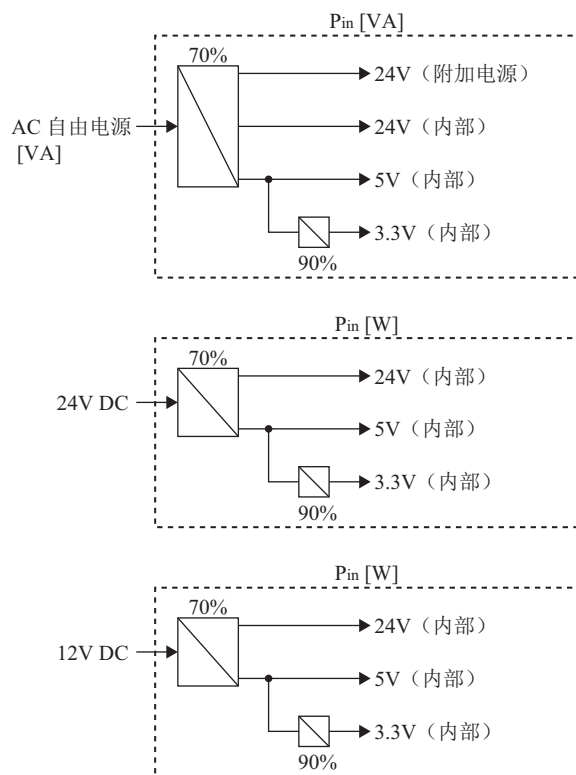 Pin [VA]
70%
24V（附加电源）
AC 自由电源
[VA]
24V（内部）
5V（内部）
3.3V（内部）
90%
Pin [W]
70%
24V（内部）
24V DC
5V（内部）
3.3V（内部）
90%
Pin [W]
70%
24V（内部）
12V DC
5V（内部）
3.3V（内部）
90%